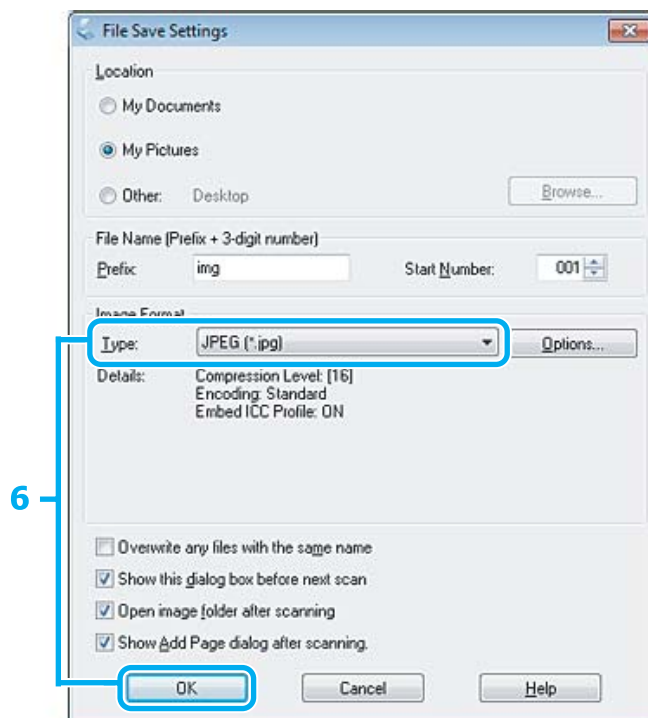 File Save Settings
Location
My Documents
My Pictures
Other: Desktop Browse...
File Name (Prefix + 3-digit number)
Prefix: img Start Number: 001
Image Format
Type: JPEG (*.jpg) Options...
Details: Compression Level: [16]
Encoding: Standard
Embed ICC Profile: ON
6
Overwrite any files with the same name
Show this dialog box before next scan
Open image folder after scanning
Show Add Page dialog after scanning.
OK Cancel Help